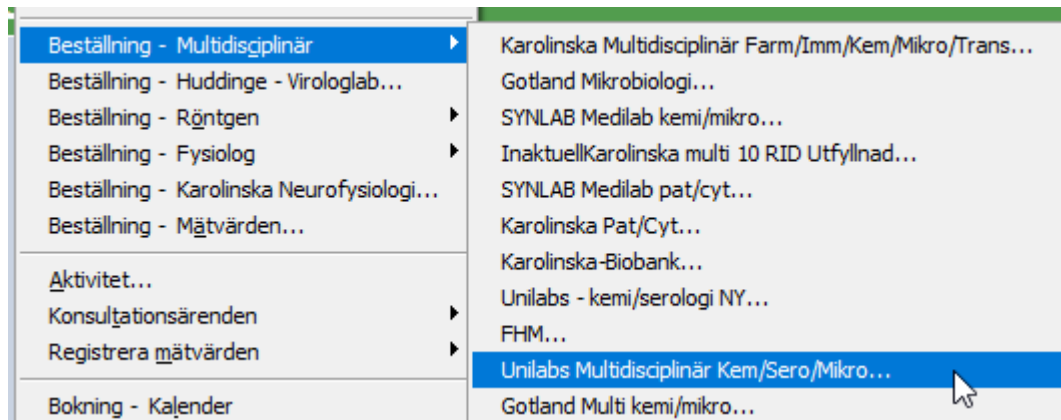 Beställning - Multidisciplinär
Beställning - Huddinge - Virologlab...
Beställning - Röntgen
Beställning - Fysiolog
Beställning - Karolinska Neurofysiologi...
Beställning - Mätvärden...
Aktivitet...
Konsultationsärenden
Registrera mätvärden
Bokning - Kalender
Karolinska Multidisciplinär Farm/Imm/Kem/Mikro/Trans...
Gotland Mikrobiologi...
SYNLAB Medilab kemi/mikro...
InaktuellKarolinska multi 10 RID Utfyllnad...
SYNLAB Medilab pat/cyt...
Karolinska Pat/Cyt...
Karolinska-Biobank...
Unilabs - kemi/serologi NY...
FHM...
Unilabs Multidisciplinär Kem/Sero/Mikro...
Gotland Multi kemi/mikro...